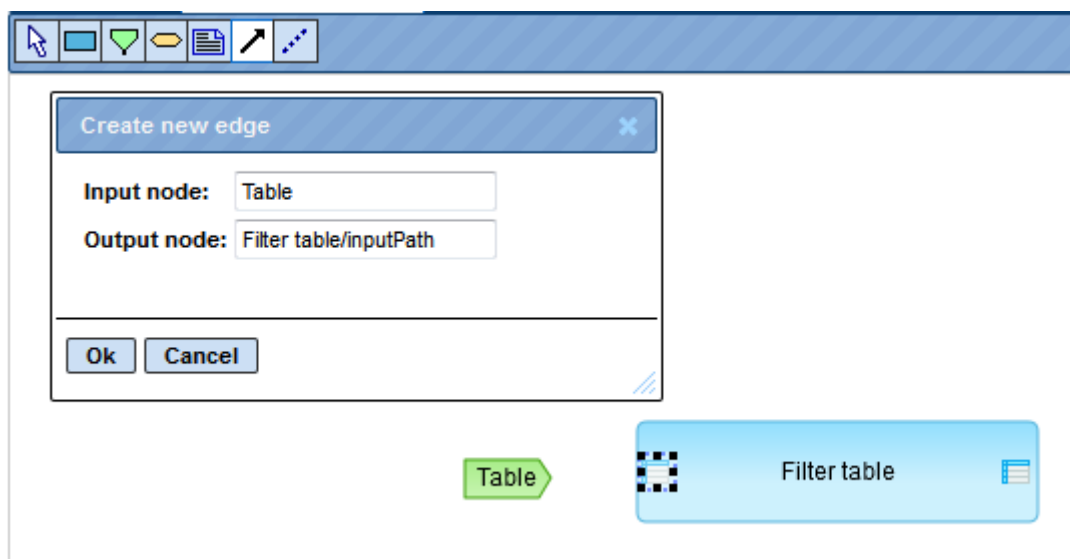 Create new edge
Input node: Table
Output node: Filter table/inputPath
Ok Cancel
Table
Filter table